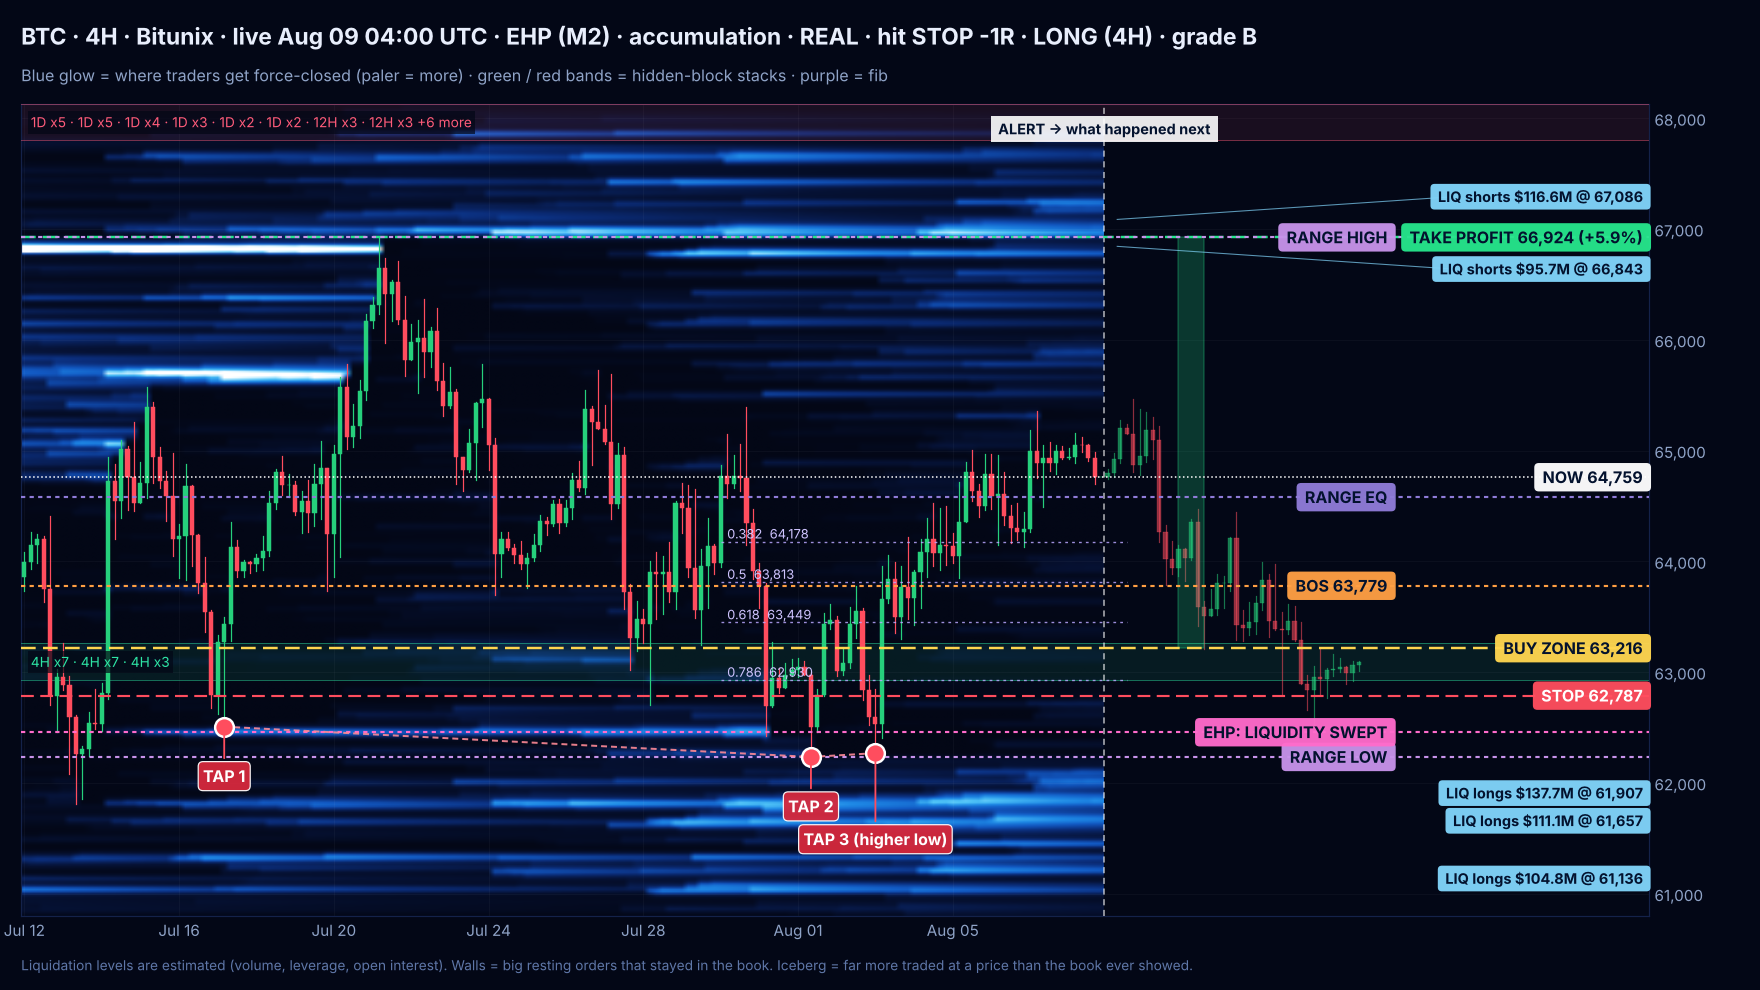 BTC · 4H · Bitunix · live Aug 09 04:00 UTC · EHP (M2) · accumulation · REAL · hit STOP -1R · LONG (4H) · grade B
Blue glow = where traders get force-closed (paler = more) · green / red bands = hidden-block stacks · purple = fib
1D x5 · 1D x5 · 1D x4 · 1D x3 · 1D x2 · 1D x2 · 12H x3 · 12H x3 +6 more
ALERT → what happened next
68,000
LIQ shorts $116.6M @ 67,086
67,000
RANGE HIGH
TAKE PROFIT 66,924 (+5.9%)
LIQ shorts $95.7M @ 66,843
66,000
65,000
NOW 64,759
RANGE EQ
0.382 64,178
64,000
0.5 63,813
BOS 63,779
0.618 63,449
BUY ZONE 63,216
4H x7 · 4H x7 · 4H x3
0.786 62,930
63,000
STOP 62,787
EHP: LIQUIDITY SWEPT
RANGE LOW
TAP 1
TAP 2
TAP 3 (higher low)
62,000
LIQ longs $137.7M @ 61,907
LIQ longs $111.1M @ 61,657
LIQ longs $104.8M @ 61,136
61,000
Jul 12
Jul 16
Jul 20
Jul 24
Jul 28
Aug 01
Aug 05
Liquidation levels are estimated (volume, leverage, open interest). Walls = big resting orders that stayed in the book. Iceberg = far more traded at a price than the book ever showed.